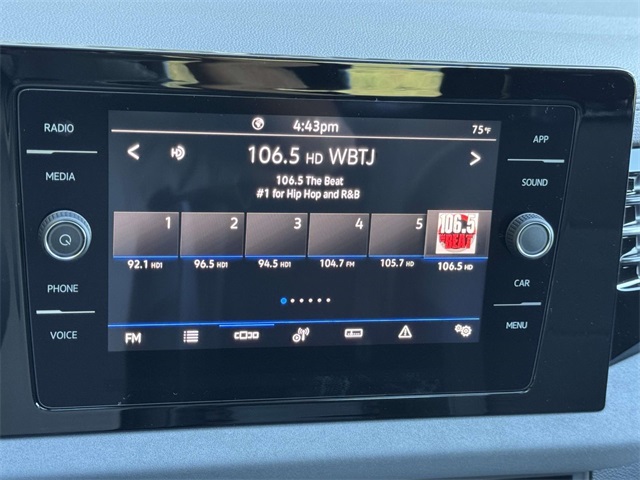 RADIO
MEDIA
PHONE
VOICE
4:43pm
75°F
106.5 HD WBTJ
106.5 The Beat
#1 for Hip Hop and R&B
1 2 3 4 5
106.5
BEAT
92.1 HD1 96.5 HD1 94.5 HD1 104.7 FM 105.7 HD 106.5 HD
FM
APP
SOUND
CAR
MENU